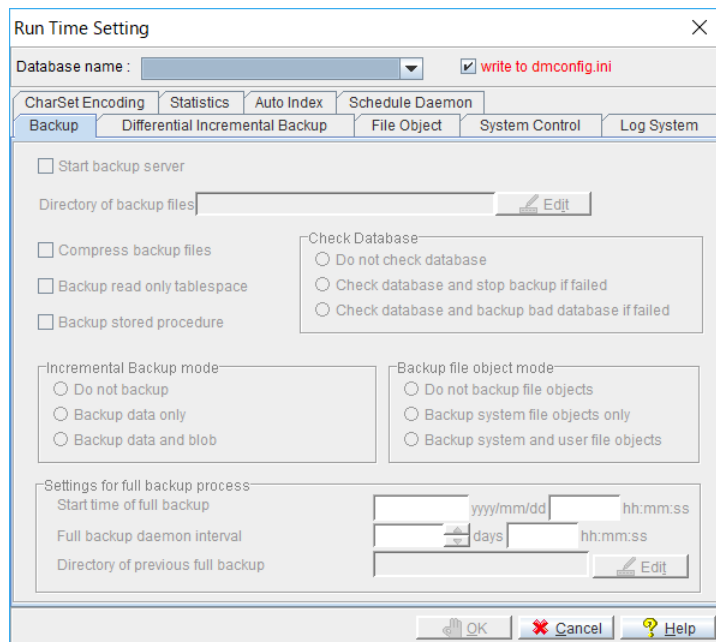 Run Time Setting
Database name :
write to dmconfig.ini
CharSet Encoding Statistics Auto Index Schedule Daemon
Backup Differential Incremental Backup File Object System Control Log System
Start backup server
Directory of backup files Edit
Compress backup files
Backup read only tablespace
Backup stored procedure
Check Database
Do not check database
Check database and stop backup if failed
Check database and backup bad database if failed
Incremental Backup mode
Do not backup
Backup data only
Backup data and blob
Backup file object mode
Do not backup file objects
Backup system file objects only
Backup system and user file objects
Settings for full backup process
Start time of full backup yyyy/mm/dd hh:mm:ss
Full backup daemon interval days hh:mm:ss
Directory of previous full backup Edit
OK Cancel Help